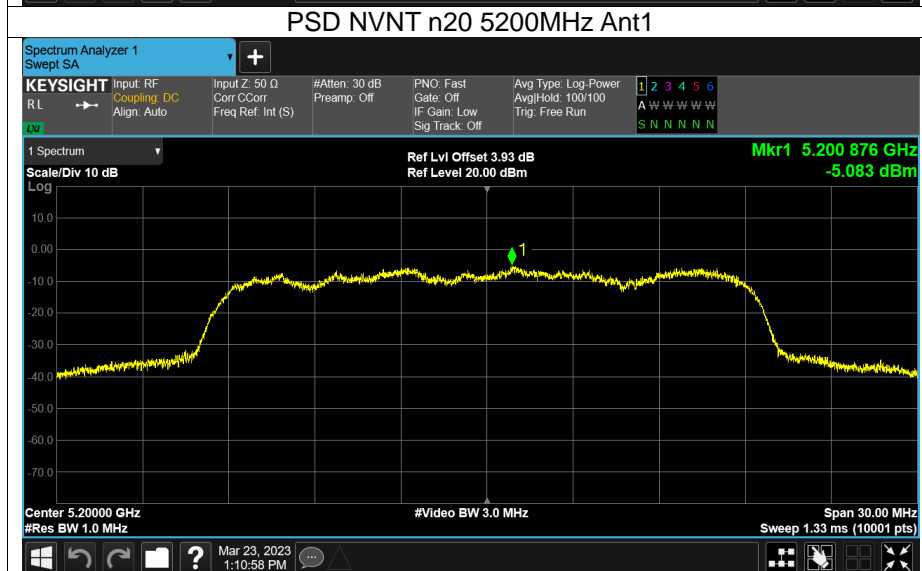 PSD NVNT n20 5200MHz Ant1
Spectrum Analyzer 1
Swept SA
KEYSIGHT
RL
LXI
Input: RF
Coupling: DC
Align: Auto
Input Z: 50 Ω
Corr CCorr
Freq Ref: Int (S)
#Atten: 30 dB
Preamp: Off
PNO: Fast
Gate: Off
IF Gain: Low
Sig Track: Off
Avg Type: Log-Power
Avg|Hold: 100/100
Trig: Free Run
1 2 3 4 5 6
A W W W W W
S N N N N N
1 Spectrum
Scale/Div 10 dB
Ref Lvl Offset 3.93 dB
Ref Level 20.00 dBm
Mkr1 5.200 876 GHz
-5.083 dBm
Log
10.0
0.00
-10.0
-20.0
-30.0
-40.0
-50.0
-60.0
-70.0
1
Center 5.20000 GHz
#Res BW 1.0 MHz
#Video BW 3.0 MHz
Span 30.00 MHz
Sweep 1.33 ms (10001 pts)
?
Mar 23, 2023
1:10:58 PM